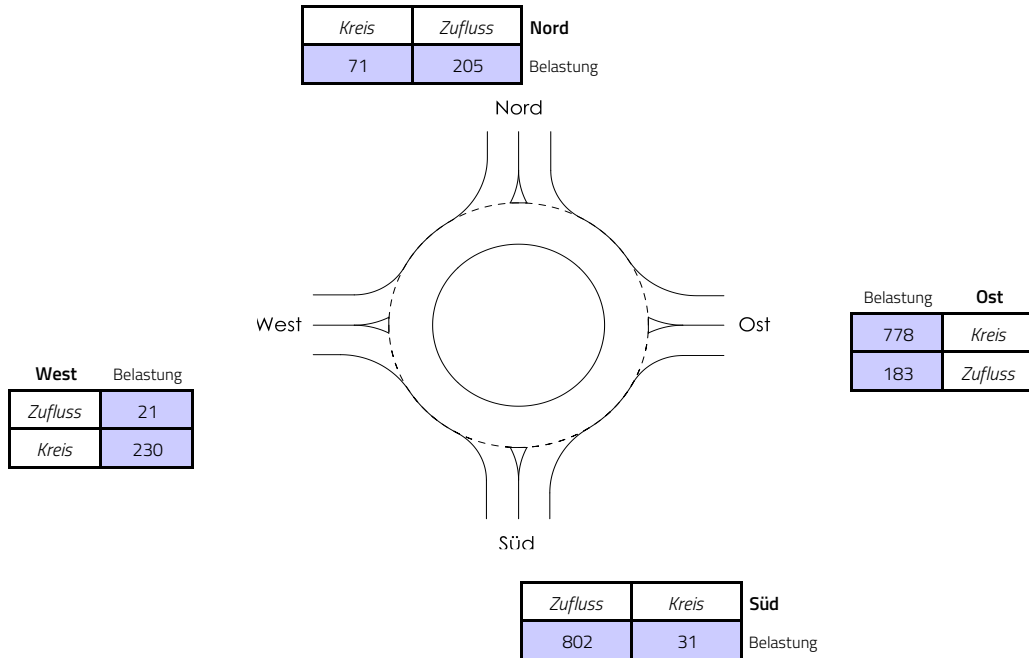 Kreis Zufluss Nord
71 205 Belastung
Nord
West
Ost
Belastung Ost
778 Kreis
183 Zufluss
West Belastung
Zufluss 21
Kreis 230
Süd
Zufluss Kreis Süd
802 31 Belastung